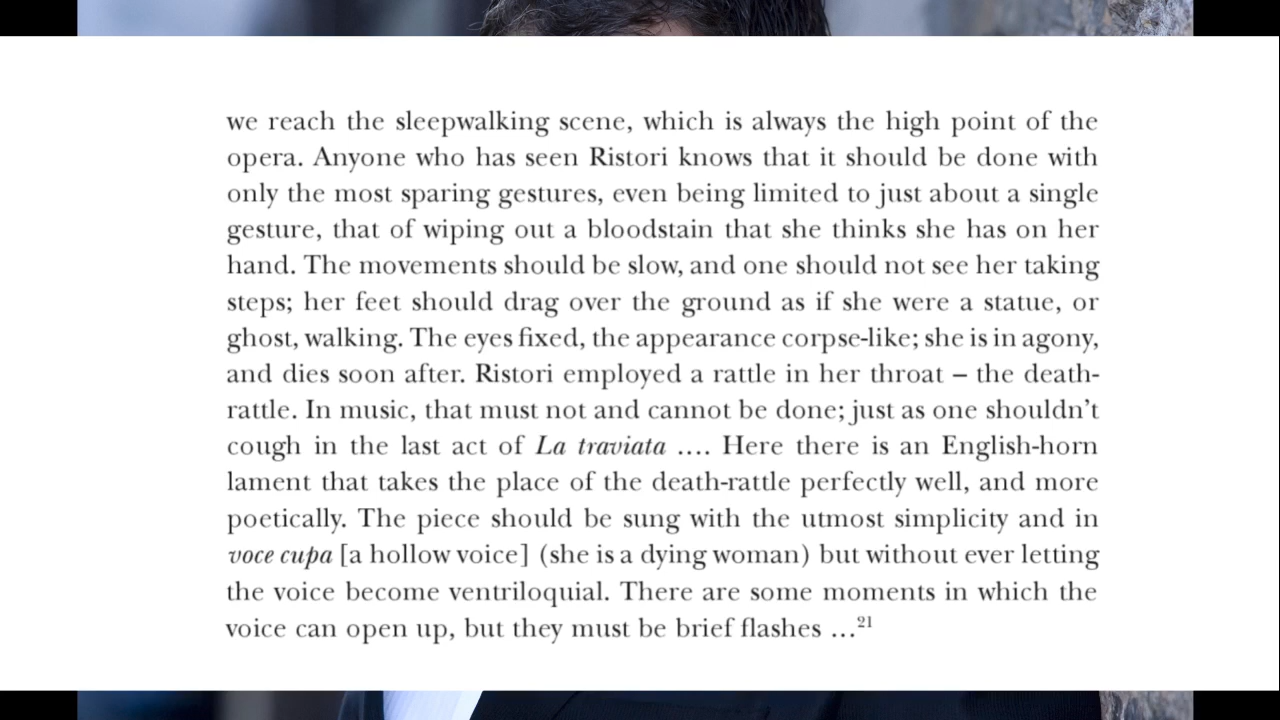 we reach the sleepwalking scene, which is always the high point of the
opera. Anyone who has seen Ristori knows that it should be done with
only the most sparing gestures, even being limited to just about a single
gesture, that of wiping out a bloodstain that she thinks she has on her
hand. The movements should be slow, and one should not see her taking
steps; her feet should drag over the ground as if she were a statue, or
ghost, walking. The eyes fixed, the appearance corpse-like; she is in agony,
and dies soon after. Ristori employed a rattle in her throat – the death-
rattle. In music, that must not and cannot be done; just as one shouldn't
cough in the last act of La traviata .... Here there is an English-horn
lament that takes the place of the death-rattle perfectly well, and more
poetically. The piece should be sung with the utmost simplicity and in
voce cupa [a hollow voice] (she is a dying woman) but without ever letting
the voice become ventriloquial. There are some moments in which the
voice can open up, but they must be brief flashes ...21